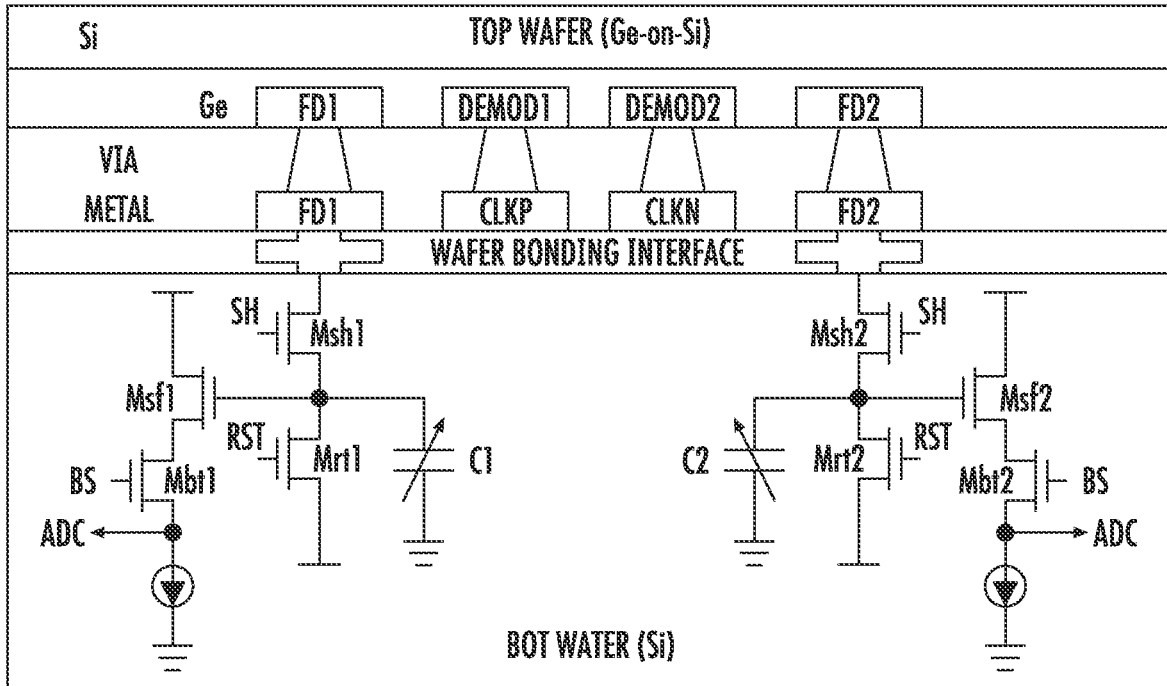 Si TOP WAFER (Ge-on-Si)
Ge FD1 DEMOD1 DEMOD2 FD2
VIA
METAL FD1 CLKP CLKN FD2
WAFER BONDING INTERFACE
SH Msh1 Msh2 SH
Msf1 Msf2
RST Mrt1 C1 C2 Mrt2 RST
BS Mbt1 Mbt2 BS
ADC ADC
BOT WATER (Si)